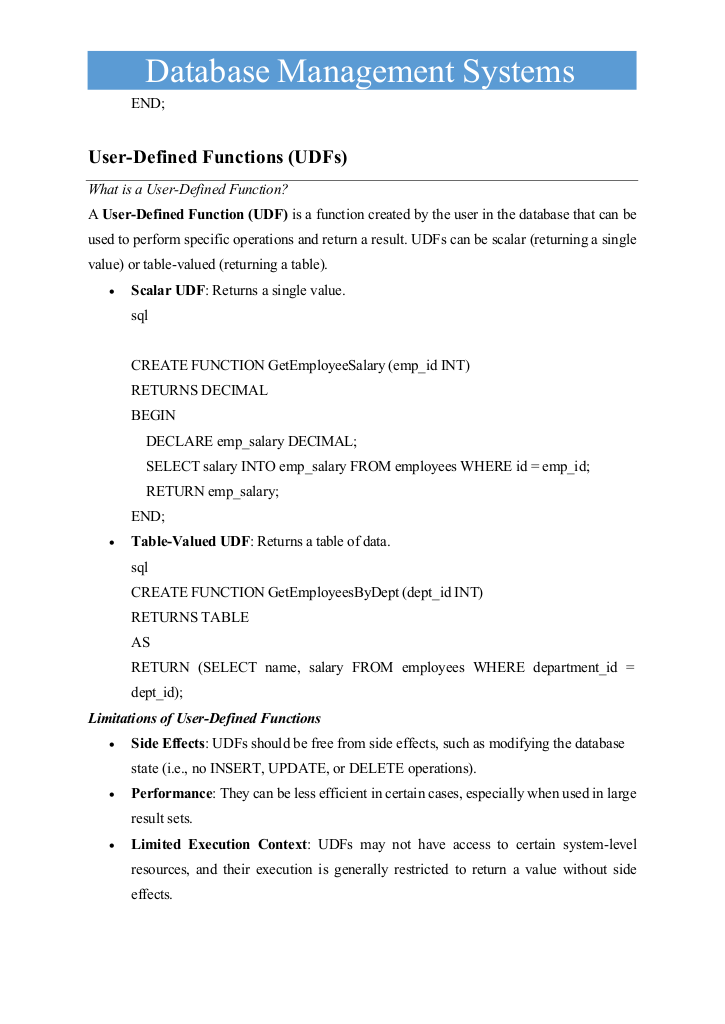 Database Management Systems
END;
User-Defined Functions (UDFs)
What is a User-Defined Function?
A User-Defined Function (UDF) is a function created by the user in the database that can be
used to perform specific operations and return a result. UDFs can be scalar (returning a single
value) or table-valued (returning a table).
• Scalar UDF: Returns a single value.
sql
CREATE FUNCTION GetEmployeeSalary (emp_id INT)
RETURNS DECIMAL
BEGIN
DECLARE emp_salary DECIMAL;
SELECT salary INTO emp_salary FROM employees WHERE id = emp_id;
RETURN emp_salary;
END;
• Table-Valued UDF: Returns a table of data.
sql
CREATE FUNCTION GetEmployeesByDept (dept_id INT)
RETURNS TABLE
AS
RETURN (SELECT name, salary FROM employees WHERE department_id =
dept_id);
Limitations of User-Defined Functions
• Side Effects: UDFs should be free from side effects, such as modifying the database
state (i.e., no INSERT, UPDATE, or DELETE operations).
• Performance: They can be less efficient in certain cases, especially when used in large
result sets.
• Limited Execution Context: UDFs may not have access to certain system-level
resources, and their execution is generally restricted to return a value without side
effects.